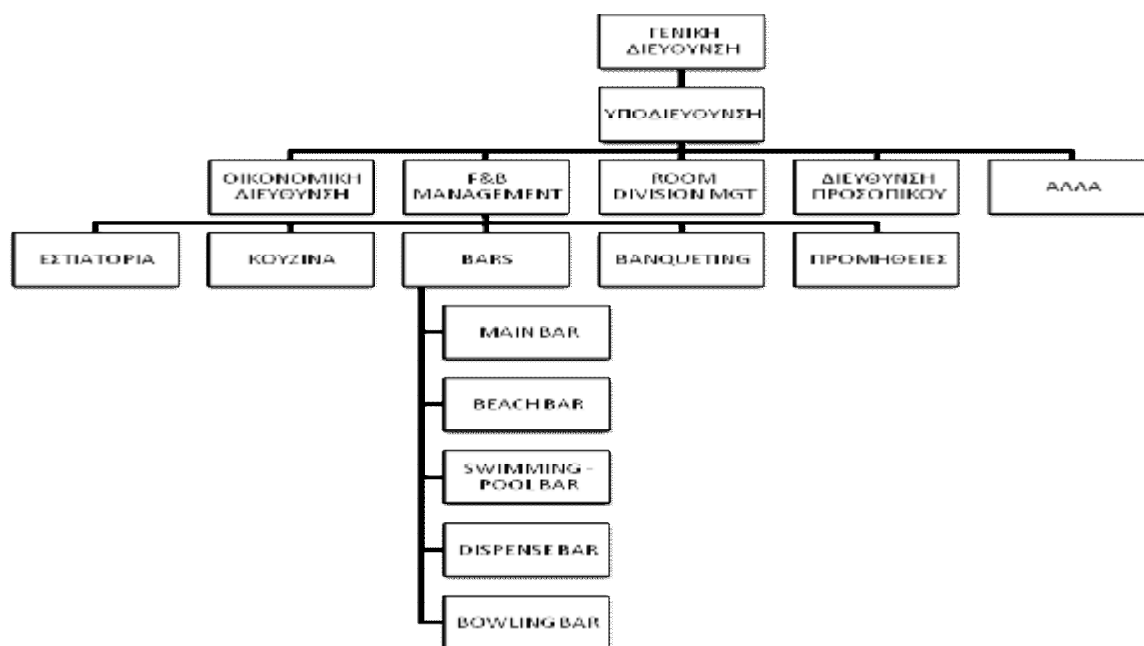 ΓΕΝΙΚΗ
ΔΙΕΥΘΥΝΣΗ
ΥΠΟΔΙΕΥΘΥΝΣΗ
ΟΙΚΟΝΟΜΙΚΗ
ΔΙΕΥΘΥΝΣΗ
F&B
MANAGEMENT
ROOM
DIVISION MGT
ΔΙΕΥΘΥΝΣΗ
ΠΡΟΣΩΠΙΚΟΥ
ΑΛΛΑ
ΕΣΤΙΑΤΟΡΙΑ
ΚΟΥΖΙΝΑ
BARS
BANQUETING
ΠΡΟΜΗΘΕΙΕΣ
MAIN BAR
BEACH BAR
SWIMMING -
POOL BAR
DISPENSE BAR
BOWLING BAR